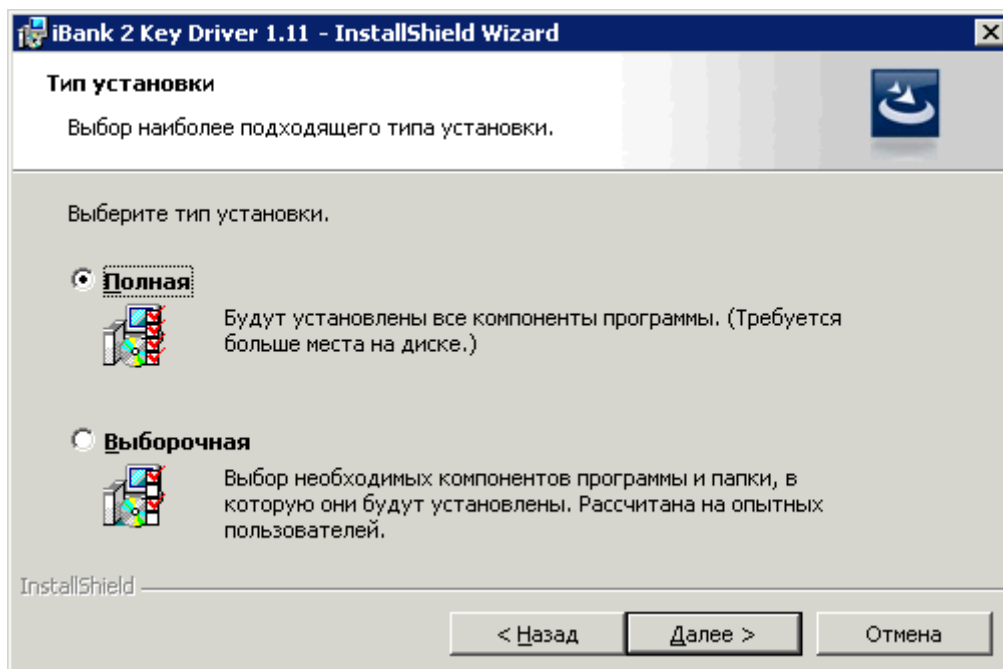 iBank 2 Key Driver 1.11 - InstallShield Wizard
Тип установки
Выбор наиболее подходящего типа установки.
Выберите тип установки.
Полная
Будут установлены все компоненты программы. (Требуется
больше места на диске.)
Выборочная
Выбор необходимых компонентов программы и папки, в
которую они будут установлены. Рассчитана на опытных
пользователей.
InstallShield
< Назад
Далее >
Отмена